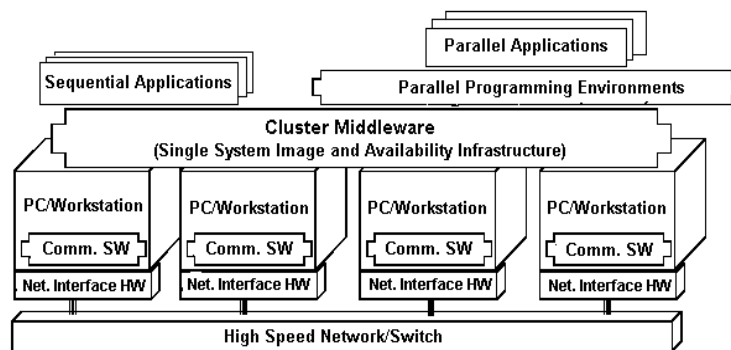 Parallel Applications
Sequential Applications
Parallel Programming Environments
Cluster Middleware
(Single System Image and Availability Infrastructure)
PC/Workstation
PC/Workstation
PC/Workstation
PC/Workstation
Comm. SW
Comm. SW
Comm. SW
Comm. SW
Net. Interface HW
Net. Interface HW
Net. Interface HW
Net. Interface HW
High Speed Network/Switch